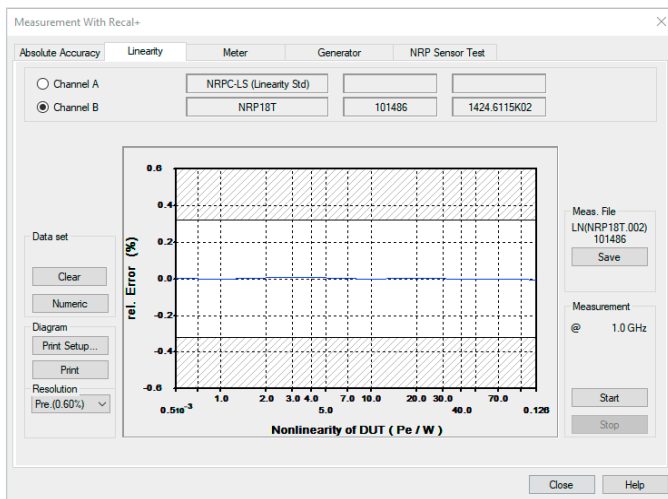 Measurement With Recal+
Absolute Accuracy Linearity Meter Generator NRP Sensor Test
Channel A NRPC-LS (Linearity Std)
Channel B NRP18T 101486 1424.6115K02
Data set
Clear
Numeric
Diagram
Print Setup...
Print
Resolution
Pre.(0.60%)
rel. Error (%)
0.6
0.4
0.2
0.0
-0.2
-0.4
-0.6
1.0 2.0 3.0 4.0 7.0 10.0 20.0 30.0 70.0
0.510⁻³ 5.0 40.0 0.126
Nonlinearity of DUT ( Pe / W )
Meas. File
LN(NRP18T.002)
101486
Save
Measurement
@ 1.0 GHz
Start
Stop
Close Help